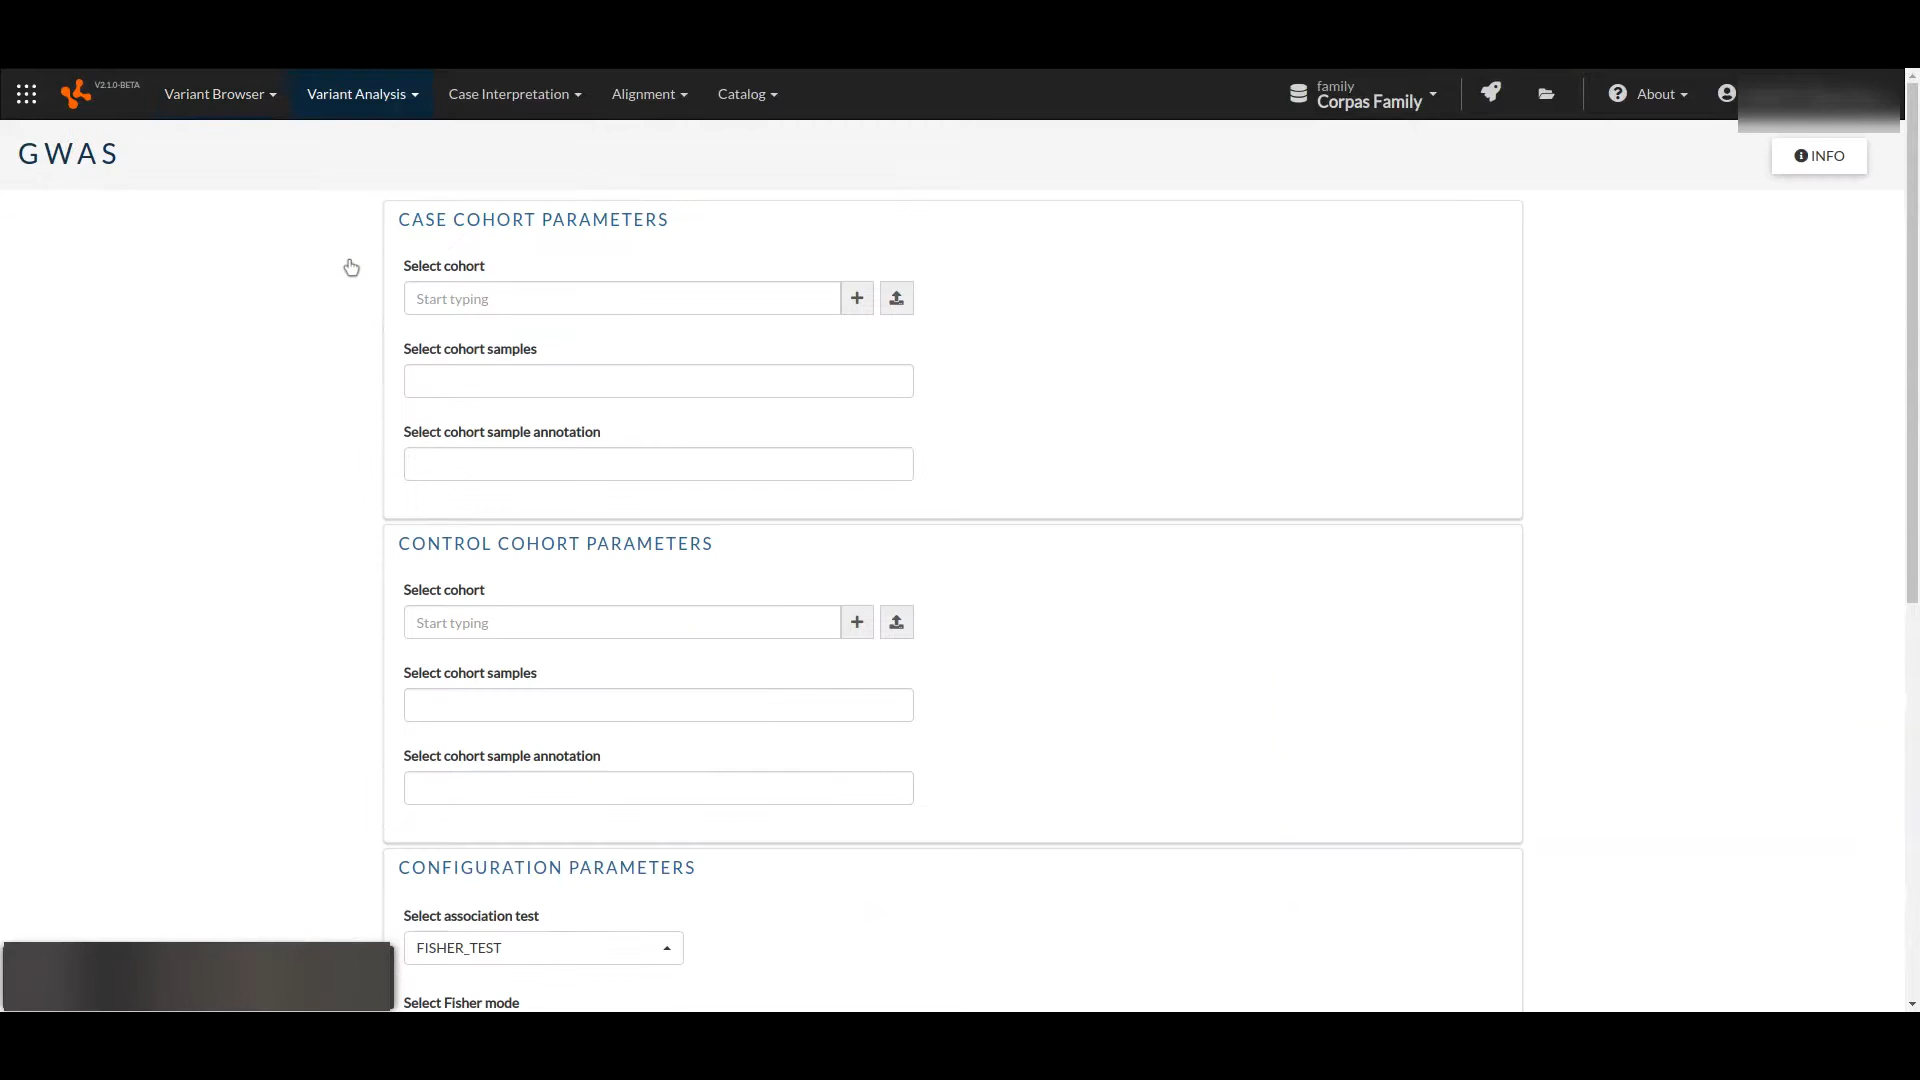 V2.1.0-BETA
Variant Browser
Variant Analysis
Case Interpretation
Alignment
Catalog
family
Corpas Family
About
GWAS
INFO
CASE COHORT PARAMETERS
Select cohort
Start typing
Select cohort samples
Select cohort sample annotation
CONTROL COHORT PARAMETERS
Select cohort
Start typing
Select cohort samples
Select cohort sample annotation
CONFIGURATION PARAMETERS
Select association test
FISHER_TEST
Select Fisher mode